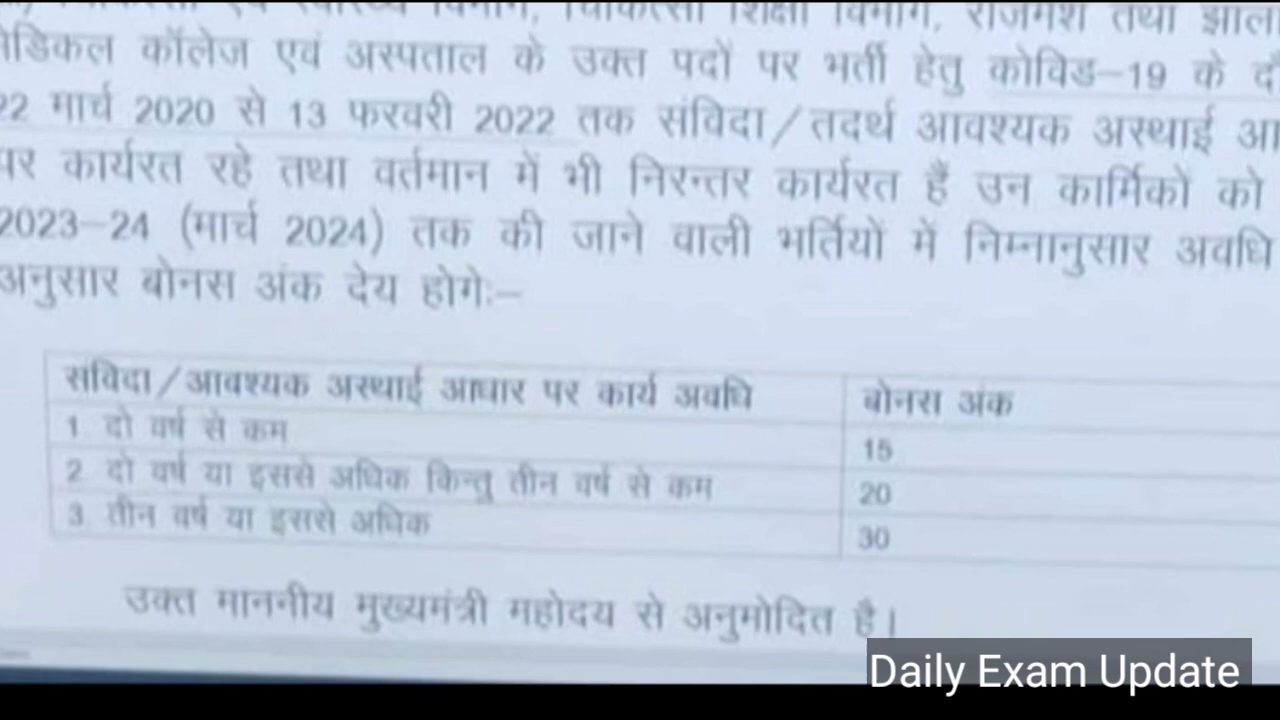 एवं स्वास्थ्य विभाग, चिकित्सा शिक्षा विभाग, राजमेश तथा
कॉलेज एवं अस्पताल के उक्त पदों पर भर्ती हेतु कोविड–19 के
22 मार्च 2020 से 13 फरवरी 2022 तक संविदा/तदर्थ आवश्यक अस्थाई
पर कार्यरत रहे तथा वर्तमान में भी निरन्तर कार्यरत हैं उन कार्मिकों को
2023–24 (मार्च 2024) तक की जाने वाली भर्तियों में निम्नानुसार अवधि
अनुसार बोनस अंक देय होगे:–
संविदा/आवश्यक अस्थाई आधार पर कार्य अवधि बोनस अंक
1 दो वर्ष से कम 15
2 दो वर्ष या इससे अधिक किन्तु तीन वर्ष से कम 20
3 तीन वर्ष या इससे अधिक 30
उक्त माननीय मुख्यमंत्री महोदय से अनुमोदित है।
Daily Exam Update